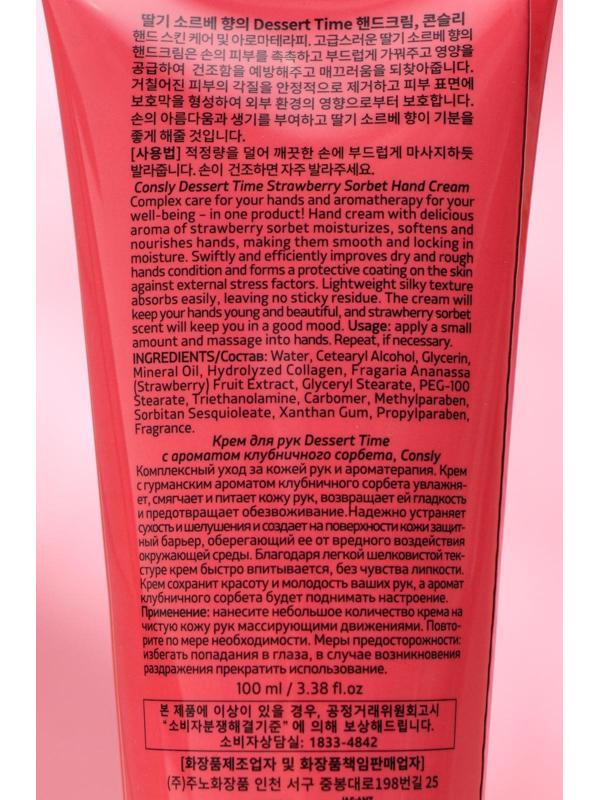 딸기 소르베 향의 Dessert Time 핸드크림, 콘슬리
핸드 스킨 케어 및 아로마테라피. 고급스러운 딸기 소르베 향의
핸드크림은 손의 피부를 촉촉하고 부드럽게 가꿔주고 영양을
공급하여 건조함을 예방해주고 매끄러움을 되찾아줍니다.
거칠어진 피부의 각질을 안정적으로 제거하고 피부 표면에
보호막을 형성하여 외부 환경의 영향으로부터 보호합니다.
손의 아름다움과 생기를 부여하고 딸기 소르베 향이 기분을
좋게 해줄 것입니다.
[사용법] 적정량을 덜어 깨끗한 손에 부드럽게 마사지하듯
발라줍니다. 손이 건조하면 자주 발라주세요.
Consly Dessert Time Strawberry Sorbet Hand Cream
Complex care for your hands and aromatherapy for your
well-being – in one product! Hand cream with delicious
aroma of strawberry sorbet moisturizes, softens and
nourishes hands, making them smooth and locking in
moisture. Swiftly and efficiently improves dry and rough
hands condition and forms a protective coating on the skin
against external stress factors. Lightweight silky texture
absorbs easily, leaving no sticky residue. The cream will
keep your hands young and beautiful, and strawberry sorbet
scent will keep you in a good mood. Usage: apply a small
amount and massage into hands. Repeat, if necessary.
INGREDIENTS/Состав: Water, Cetearyl Alcohol, Glycerin,
Mineral Oil, Hydrolyzed Collagen, Fragaria Ananassa
(Strawberry) Fruit Extract, Glyceryl Stearate, PEG-100
Stearate, Triethanolamine, Carbomer, Methylparaben,
Sorbitan Sesquioleate, Xanthan Gum, Propylparaben,
Fragrance.
Крем для рук Dessert Time
с ароматом клубничного сорбета, Consly
Комплексный уход за кожей рук и ароматерапия. Крем
с гурманским ароматом клубничного сорбета увлажня-
ет, смягчает и питает кожу рук, возвращает ей гладкость
и предотвращает обезвоживание.Надежно устраняет
сухость и шелушения и создает на поверхности кожи защит-
ный барьер, оберегающий ее от вредного воздействия
окружающей среды. Благодаря легкой шелковистой тек-
стуре крем быстро впитывается, без чувства липкости.
Крем сохранит красоту и молодость ваших рук, а аромат
клубничного сорбета будет поднимать настроение.
Применение: нанесите небольшое количество крема на
чистую кожу рук массирующими движениями. Повто-
рите по мере необходимости. Меры предосторожности:
избегать попадания в глаза, в случае возникновения
раздражения прекратить использование.
100 ml / 3.38 fl.oz
본 제품에 이상이 있을 경우, 공정거래위원회고시
"소비자분쟁해결기준" 에 의해 보상해드립니다.
소비자상담실: 1833-4842
[화장품제조업자 및 화장품책임판매업자]
(주)주노화장품 인천 서구 중봉대로198번길 25